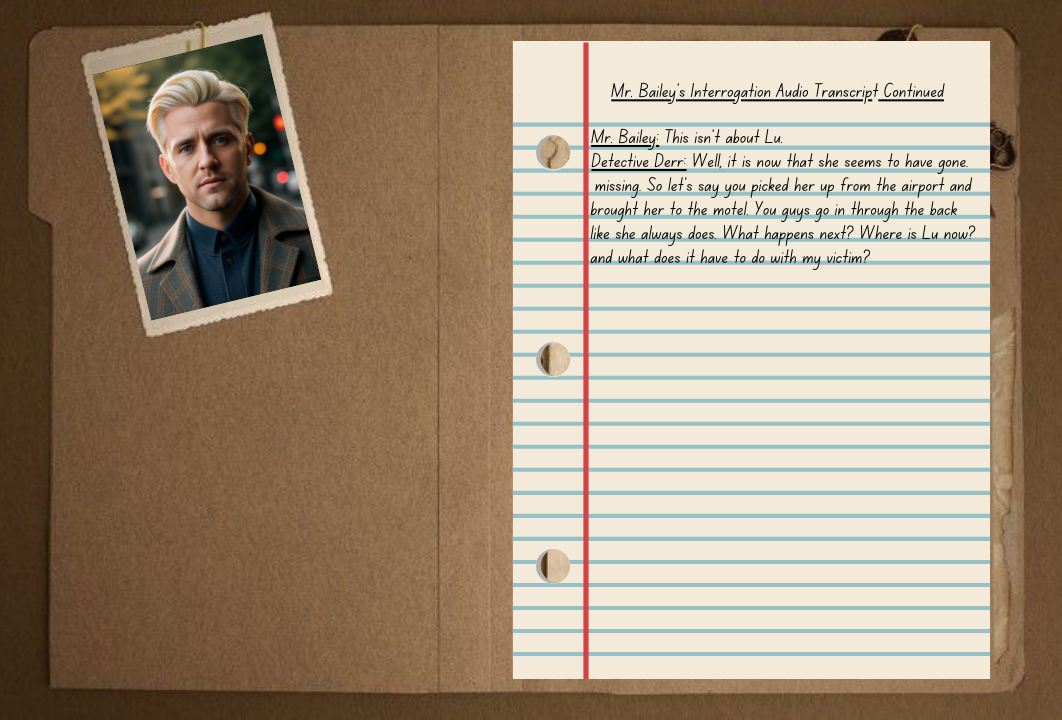 Mr. Bailey's Interrogation Audio Transcript Continued
Mr. Bailey: This isn't about Lu.
Detective Derr: Well, it is now that she seems to have gone.
missing. So let's say you picked her up from the airport and
brought her to the motel. You guys go in through the back
like she always does. What happens next? Where is Lu now?
and what does it have to do with my victim?